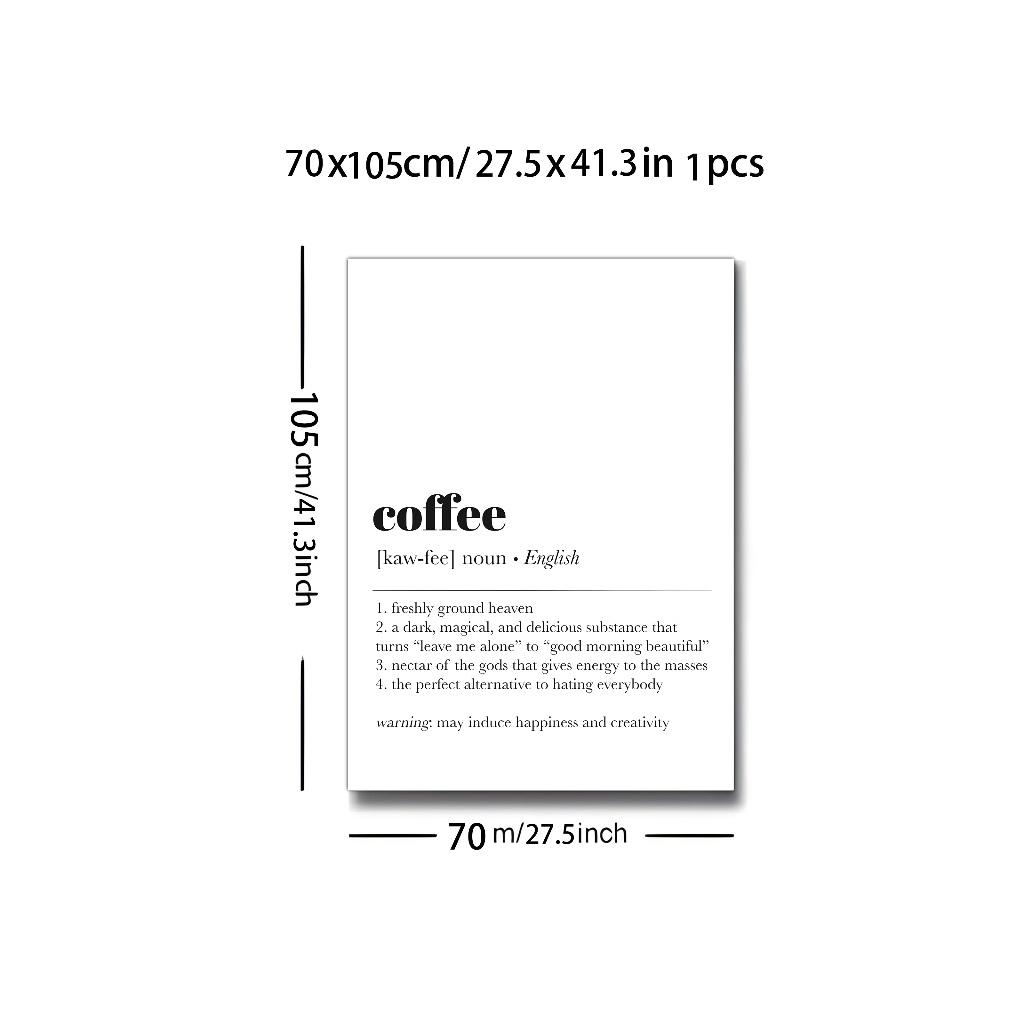 70x105cm/27.5x41.3in 1pcs
105cm/41.3inch
coffee
[kaw-fee] noun • English
1. freshly ground heaven
2. a dark, magical, and delicious substance that
turns “leave me alone” to “good morning beautiful”
3. nectar of the gods that gives energy to the masses
4. the perfect alternative to hating everybody
warning: may induce happiness and creativity
70 m/27.5inch